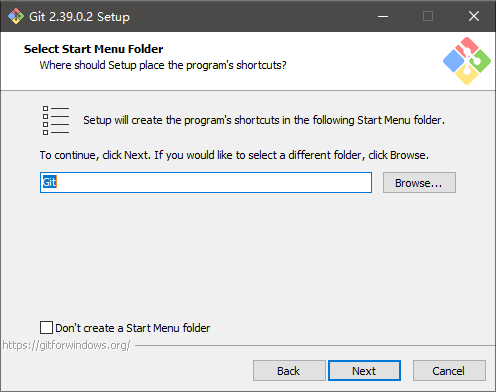 Git 2.39.0.2 Setup
Select Start Menu Folder
Where should Setup place the program's shortcuts?
Setup will create the program's shortcuts in the following Start Menu folder.
To continue, click Next. If you would like to select a different folder, click Browse.
Git
Browse...
Don't create a Start Menu folder
https://gitforwindows.org/
Back
Next
Cancel